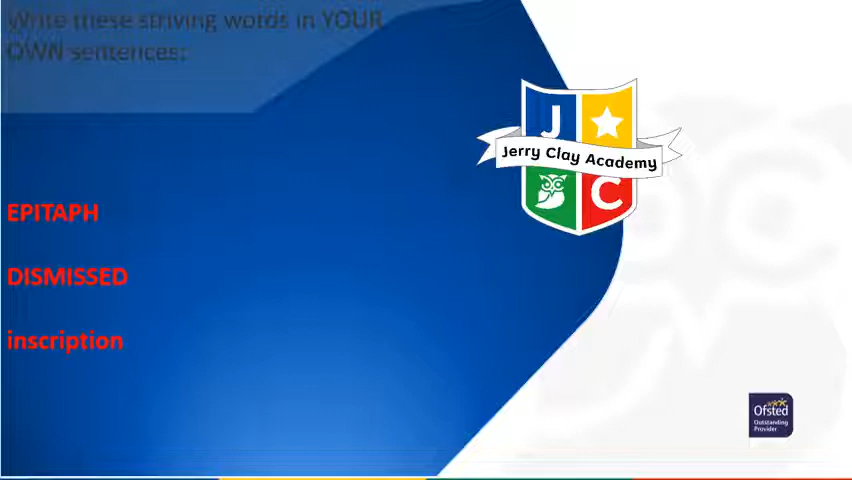 Write these striving words in YOUR
OWN sentences:
J
Jerry Clay Academy
C
EPITAPH
DISMISSED
inscription
Ofsted
Outstanding
Provider